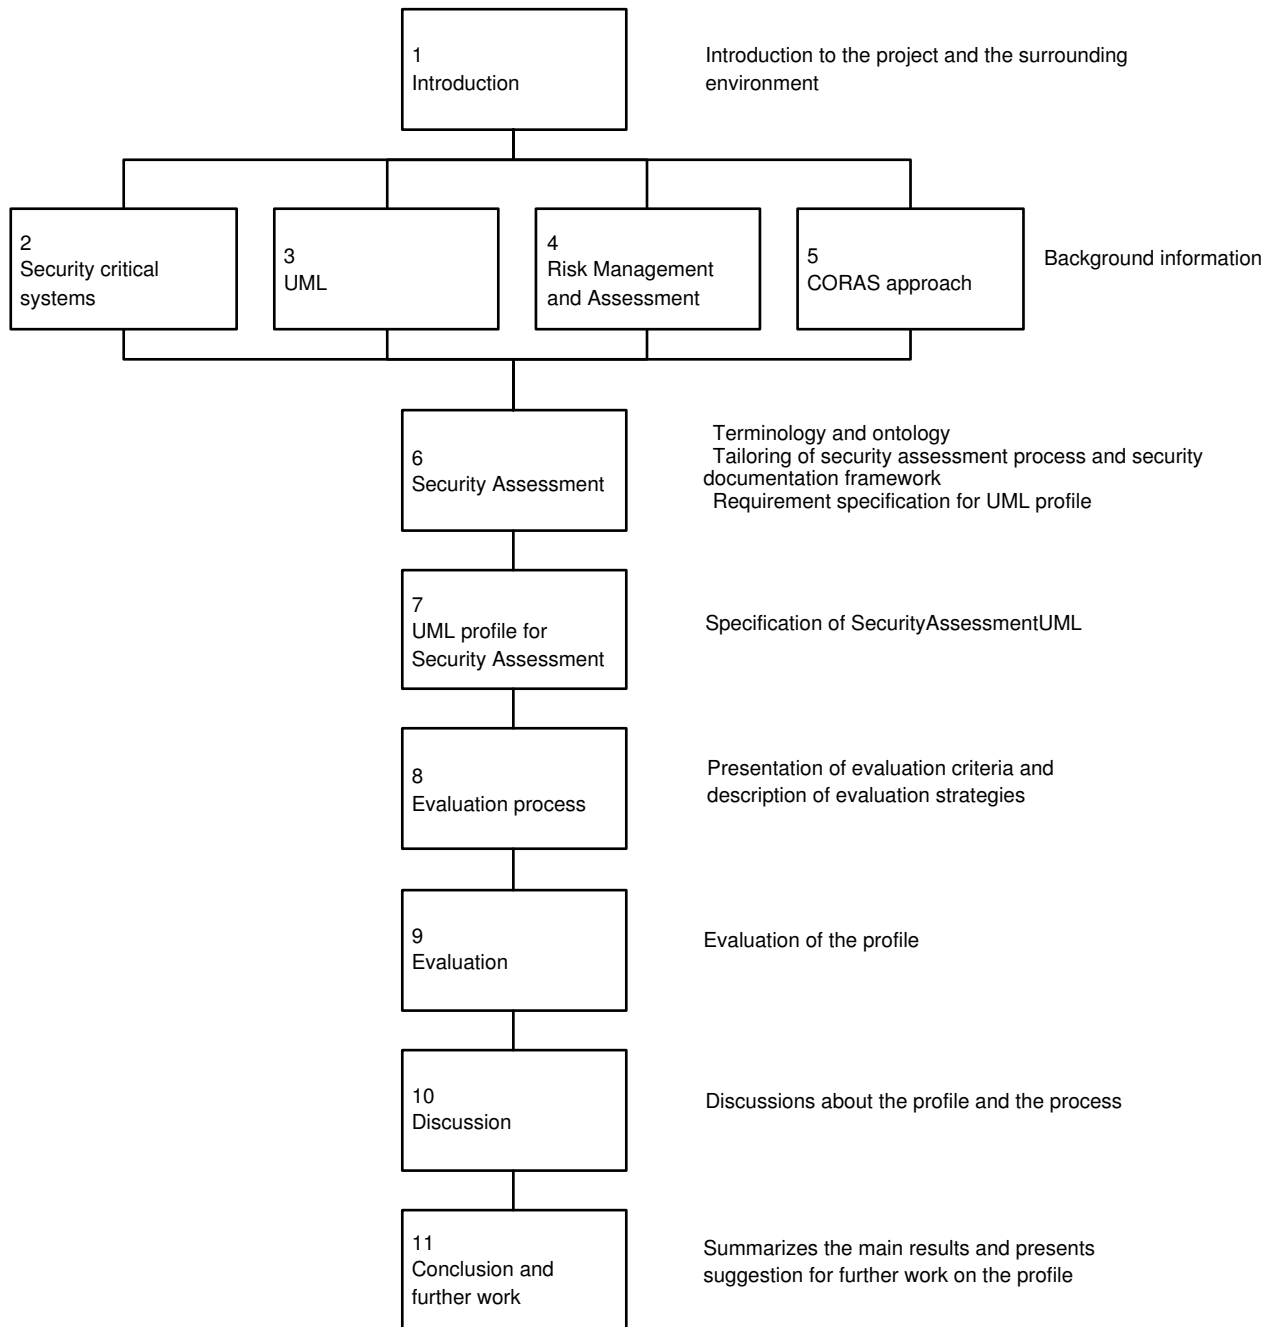 1
Introduction
Introduction to the project and the surrounding
environment
2
Security critical
systems
3
UML
4
Risk Management
and Assessment
5
CORAS approach
Background information
6
Security Assessment
Terminology and ontology
Tailoring of security assessment process and security
documentation framework
Requirement specification for UML profile
7
UML profile for
Security Assessment
Specification of SecurityAssessmentUML
8
Evaluation process
Presentation of evaluation criteria and
description of evaluation strategies
9
Evaluation
Evaluation of the profile
10
Discussion
Discussions about the profile and the process
11
Conclusion and
further work
Summarizes the main results and presents
suggestion for further work on the profile